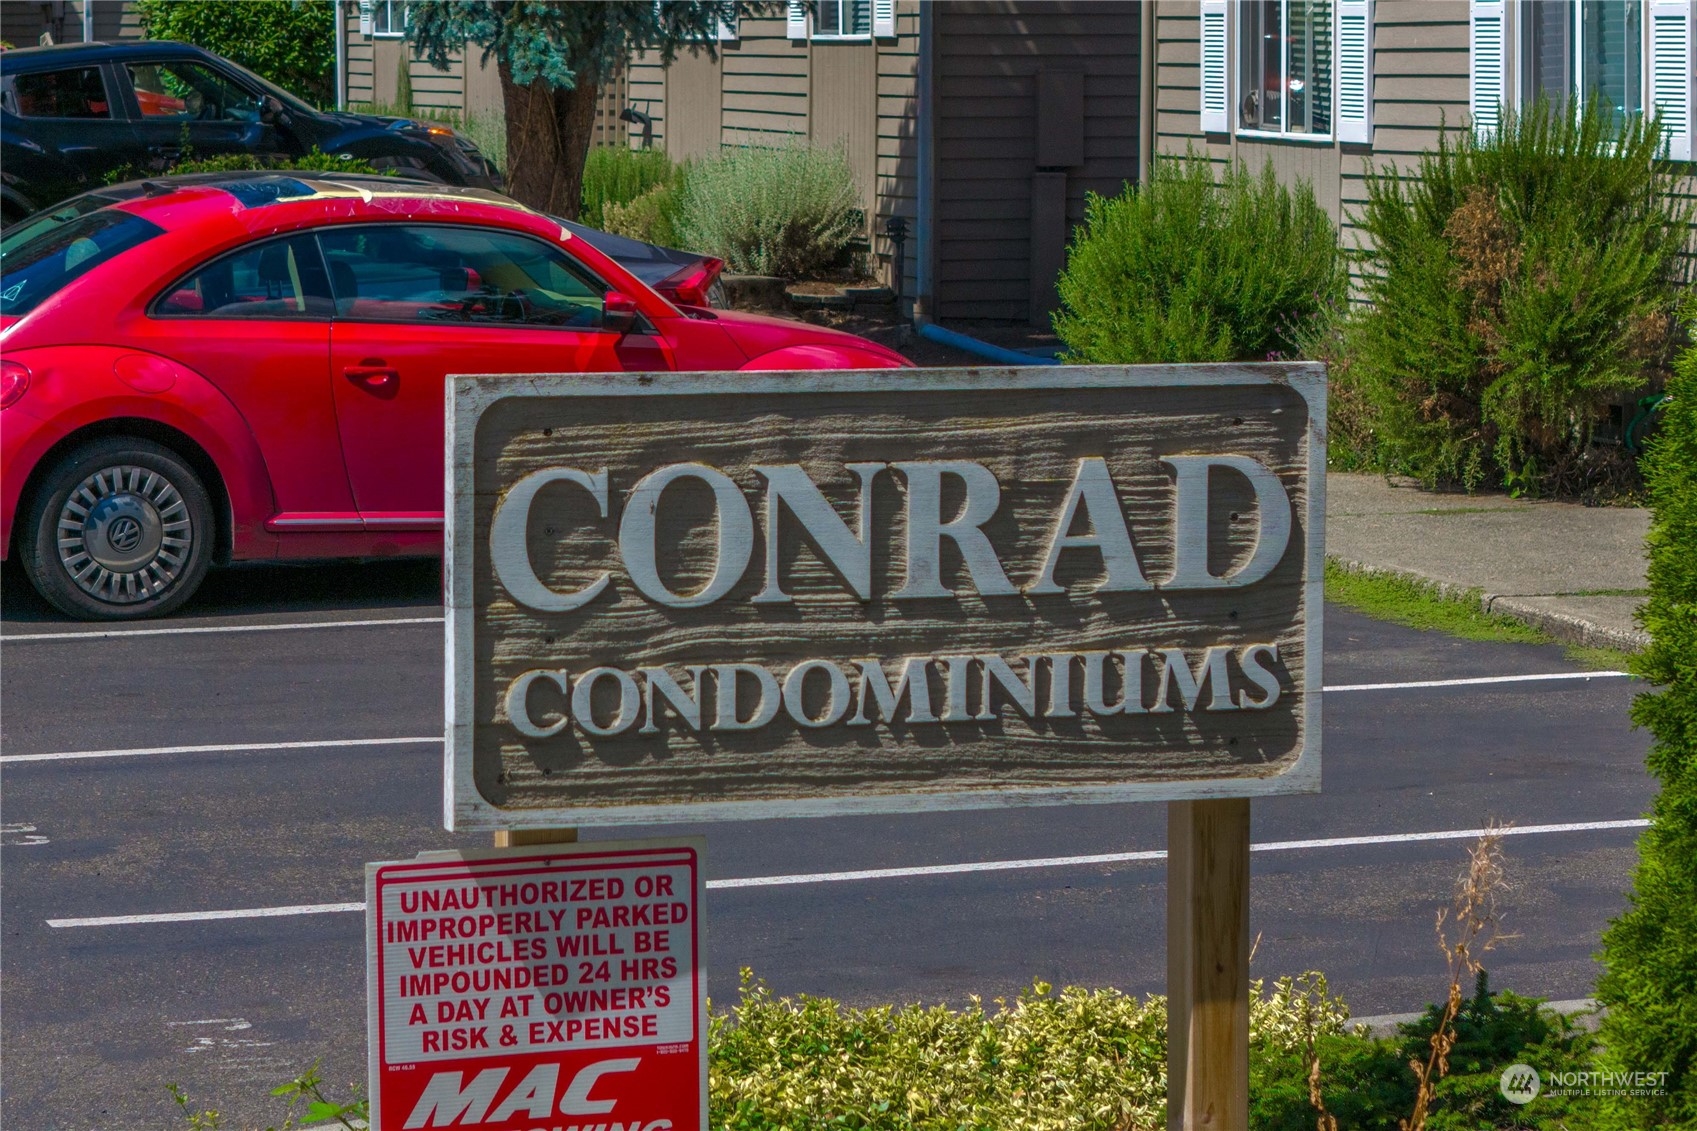 CONRAD
CONDOMINIUMS
UNAUTHORIZED OR
IMPROPERLY PARKED
VEHICLES WILL BE
IMPOUNDED 24 HRS
A DAY AT OWNER'S
RISK & EXPENSE
MAC
NORTHWEST
MULTIPLE LISTING SERVICE